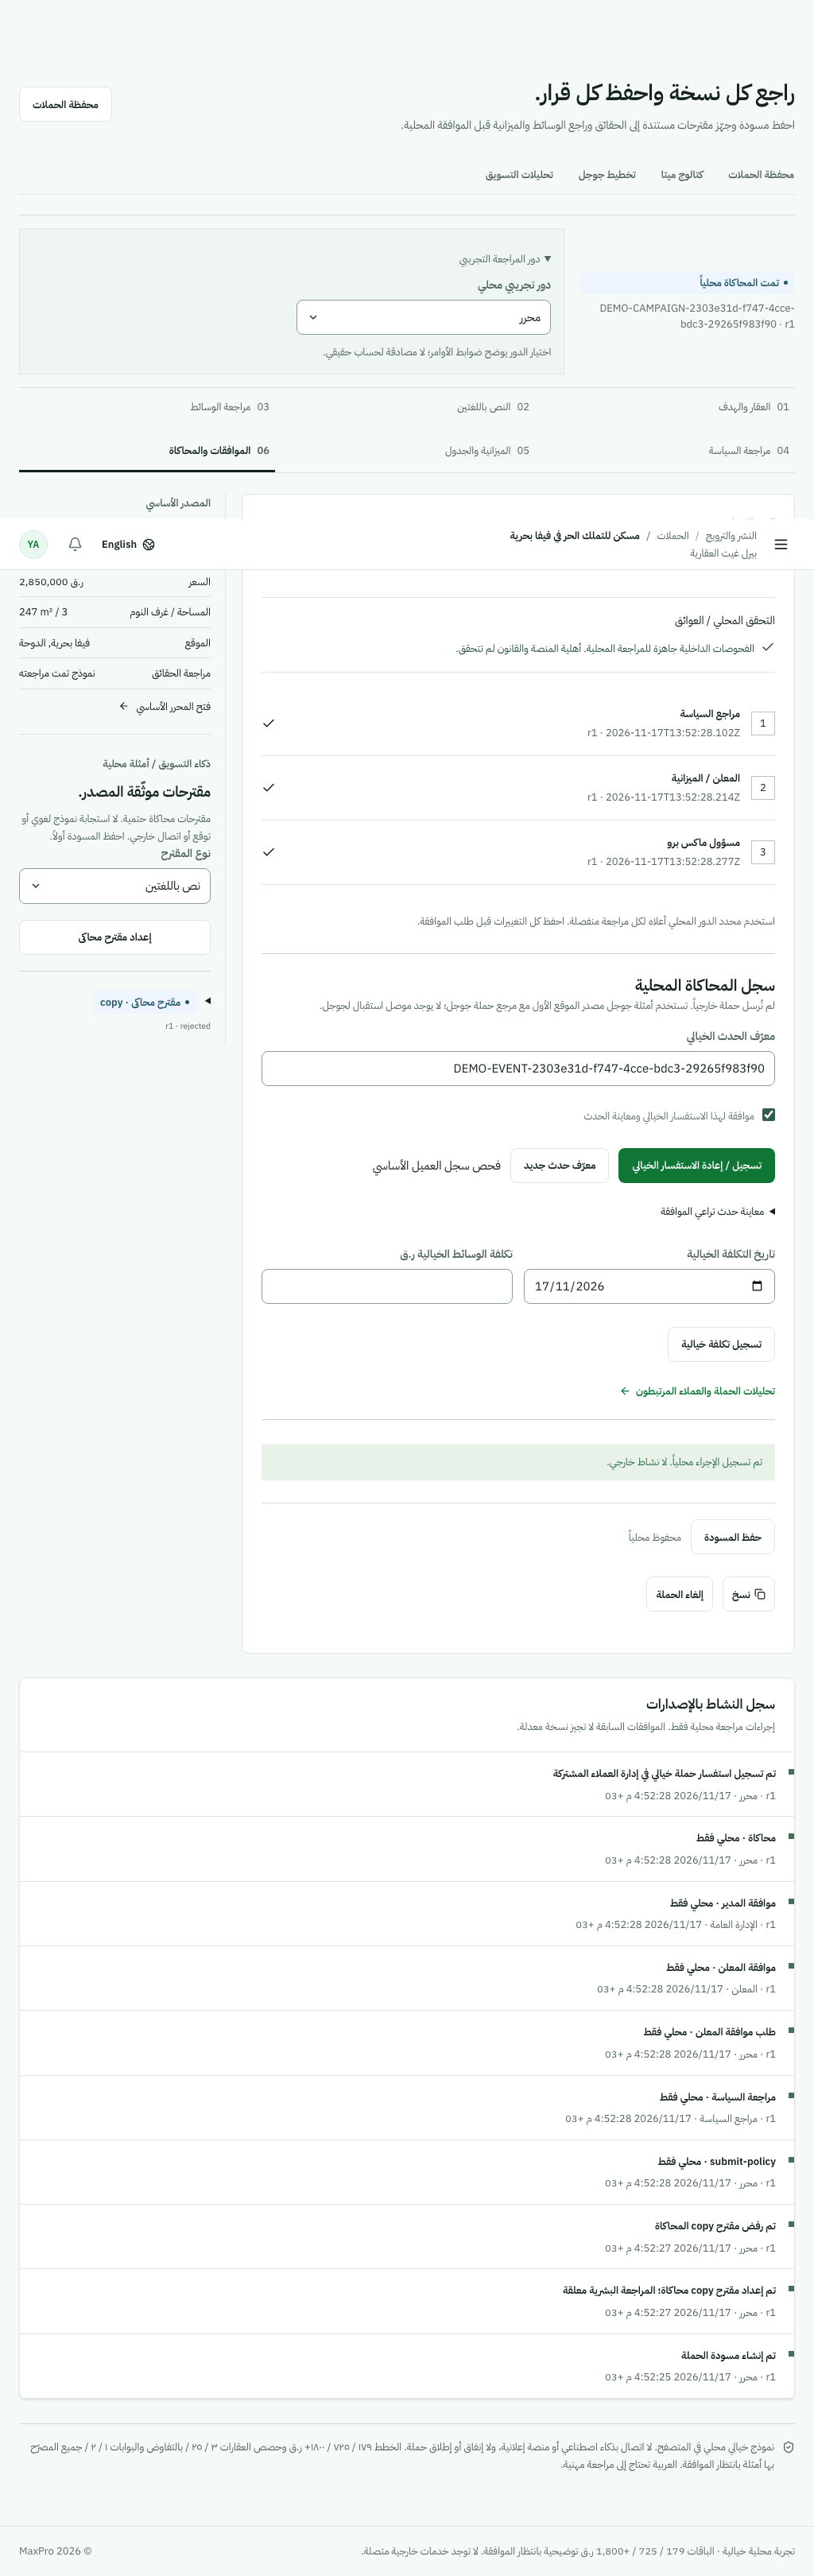 راجع كل نسخة واحفظ كل قرار.
احفظ مسودة وجهّز مقترحات مستندة إلى الحقائق وراجع الوسائط والميزانية قبل الموافقة المحلية.
محفظة الحملات
محفظة الحملات
كتالوج ميتا
تخطيط جوجل
تحليلات التسويق
تمت المحاكاة محلياً
DEMO-CAMPAIGN-2303e31d-f747-4cce-
bdc3-29265f983f90 · r1
دور المراجعة التجريبي
دور تجريبي محلي
محرر
اختيار الدور يوضح ضوابط الأوامر؛ لا مصادقة لحساب حقيقي.
01 العقار والهدف
02 النص باللغتين
03 مراجعة الوسائط
04 مراجعة السياسة
05 الميزانية والجدول
06 الموافقات والمحاكاة
النشر والترويج / الحملات / مسكن للتملك الحر في فيفا بحرية
بيرل غيت العقارية
English
YA
التحقق المحلي / العوائق
الفحوصات الداخلية جاهزة للمراجعة المحلية. أهلية المنصة والقانون لم تتحقق.
1 مراجع السياسة
r1 · 2026-11-17T13:52:28.102Z
2 المعلن / الميزانية
r1 · 2026-11-17T13:52:28.214Z
3 مسؤول ماكس برو
r1 · 2026-11-17T13:52:28.277Z
استخدم محدد الدور المحلي أعلاه لكل مراجعة منفصلة. احفظ كل التغييرات قبل طلب الموافقة.
سجل المحاكاة المحلية
لم تُرسل حملة خارجياً. تستخدم أمثلة جوجل مصدر الموقع الأول مع مرجع حملة جوجل؛ لا يوجد موصل استقبال لجوجل.
معرّف الحدث الخيالي
DEMO-EVENT-2303e31d-f747-4cce-bdc3-29265f983f90
موافقة لهذا الاستفسار الخيالي ومعاينة الحدث
تسجيل / إعادة الاستفسار الخيالي
معرّف حدث جديد
فحص سجل العميل الأساسي
معاينة حدث تراعي الموافقة
تاريخ التكلفة الخيالية
17/11/2026
تكلفة الوسائط الخيالية ر.ق
تسجيل تكلفة خيالية
تحليلات الحملة والعملاء المرتبطون
تم تسجيل الإجراء محلياً. لا نشاط خارجي.
حفظ المسودة
محفوظ محلياً
نسخ
إلغاء الحملة
المصدر الأساسي
السعر
ر.ق 2,850,000
المساحة / غرف النوم
247 m² / 3
الموقع
فيفا بحرية, الدوحة
مراجعة الحقائق
نموذج تمت مراجعته
فتح المحرر الأساسي
ذكاء التسويق / أمثلة محلية
مقترحات موثّقة المصدر.
مقترحات محاكاة حتمية. لا استجابة نموذج لغوي أو
توقع أو اتصال خارجي. احفظ المسودة أولاً.
نوع المقترح
نص باللغتين
إعداد مقترح محاكى
مقترح محاكى · copy
r1 · rejected
سجل النشاط بالإصدارات
إجراءات مراجعة محلية فقط. الموافقات السابقة لا تجيز نسخة معدلة.
تم تسجيل استفسار حملة خيالي في إدارة العملاء المشتركة
r1 · محرر · 2026/11/17 4:52:28 م +03
محاكاة · محلي فقط
r1 · محرر · 2026/11/17 4:52:28 م +03
موافقة المدير · محلي فقط
r1 · الإدارة العامة · 2026/11/17 4:52:28 م +03
موافقة المعلن · محلي فقط
r1 · المعلن · 2026/11/17 4:52:28 م +03
طلب موافقة المعلن · محلي فقط
r1 · محرر · 2026/11/17 4:52:28 م +03
مراجعة السياسة · محلي فقط
r1 · مراجع السياسة · 2026/11/17 4:52:28 م +03
submit-policy · محلي فقط
r1 · محرر · 2026/11/17 4:52:28 م +03
تم رفض مقترح copy المحاكاة
r1 · محرر · 2026/11/17 4:52:27 م +03
تم إعداد مقترح copy محاكاة؛ المراجعة البشرية معلقة
r1 · محرر · 2026/11/17 4:52:27 م +03
تم إنشاء مسودة الحملة
r1 · محرر · 2026/11/17 4:52:25 م +03
نموذج خيالي محلي في المتصفح. لا اتصال بذكاء اصطناعي أو منصة إعلانية، ولا إنفاق أو إطلاق حملة. الخطط ١٧٩ / ٧٢٥ / ١٨٠٠+ ر.ق وحصص العقارات ٣ / ٢٥ / بالتفاوض والبوابات ١ / ٢ / جميع المصرّح
بها أمثلة بانتظار الموافقة. العربية تحتاج إلى مراجعة مهنية.
تجربة محلية خيالية · الباقات 179 / 725 / +1,800 ر.ق توضيحية بانتظار الموافقة. لا توجد خدمات خارجية متصلة.
© 2026 MaxPro